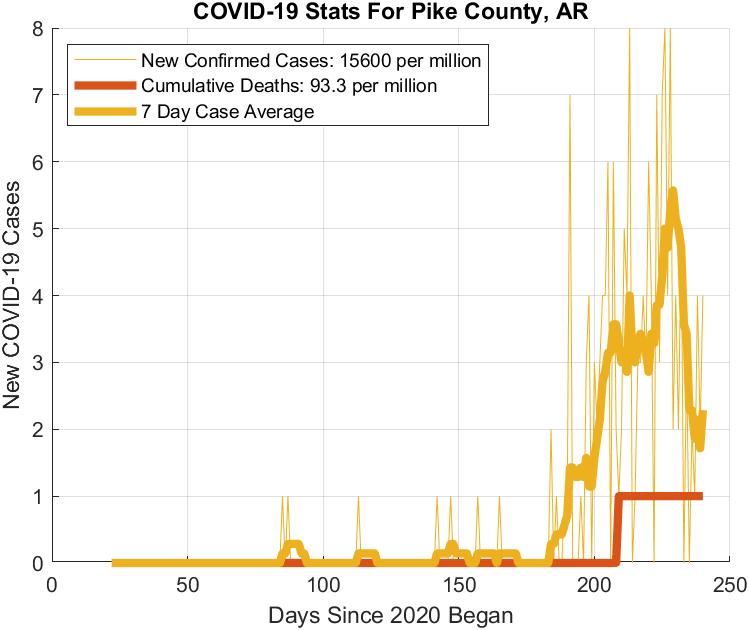 COVID-19 Stats For Pike County, AR
New Confirmed Cases: 15600 per million
Cumulative Deaths: 93.3 per million
7 Day Case Average
New COVID-19 Cases
8
7
6
5
4
3
2
1
0
0 50 100 150 200 250
Days Since 2020 Began